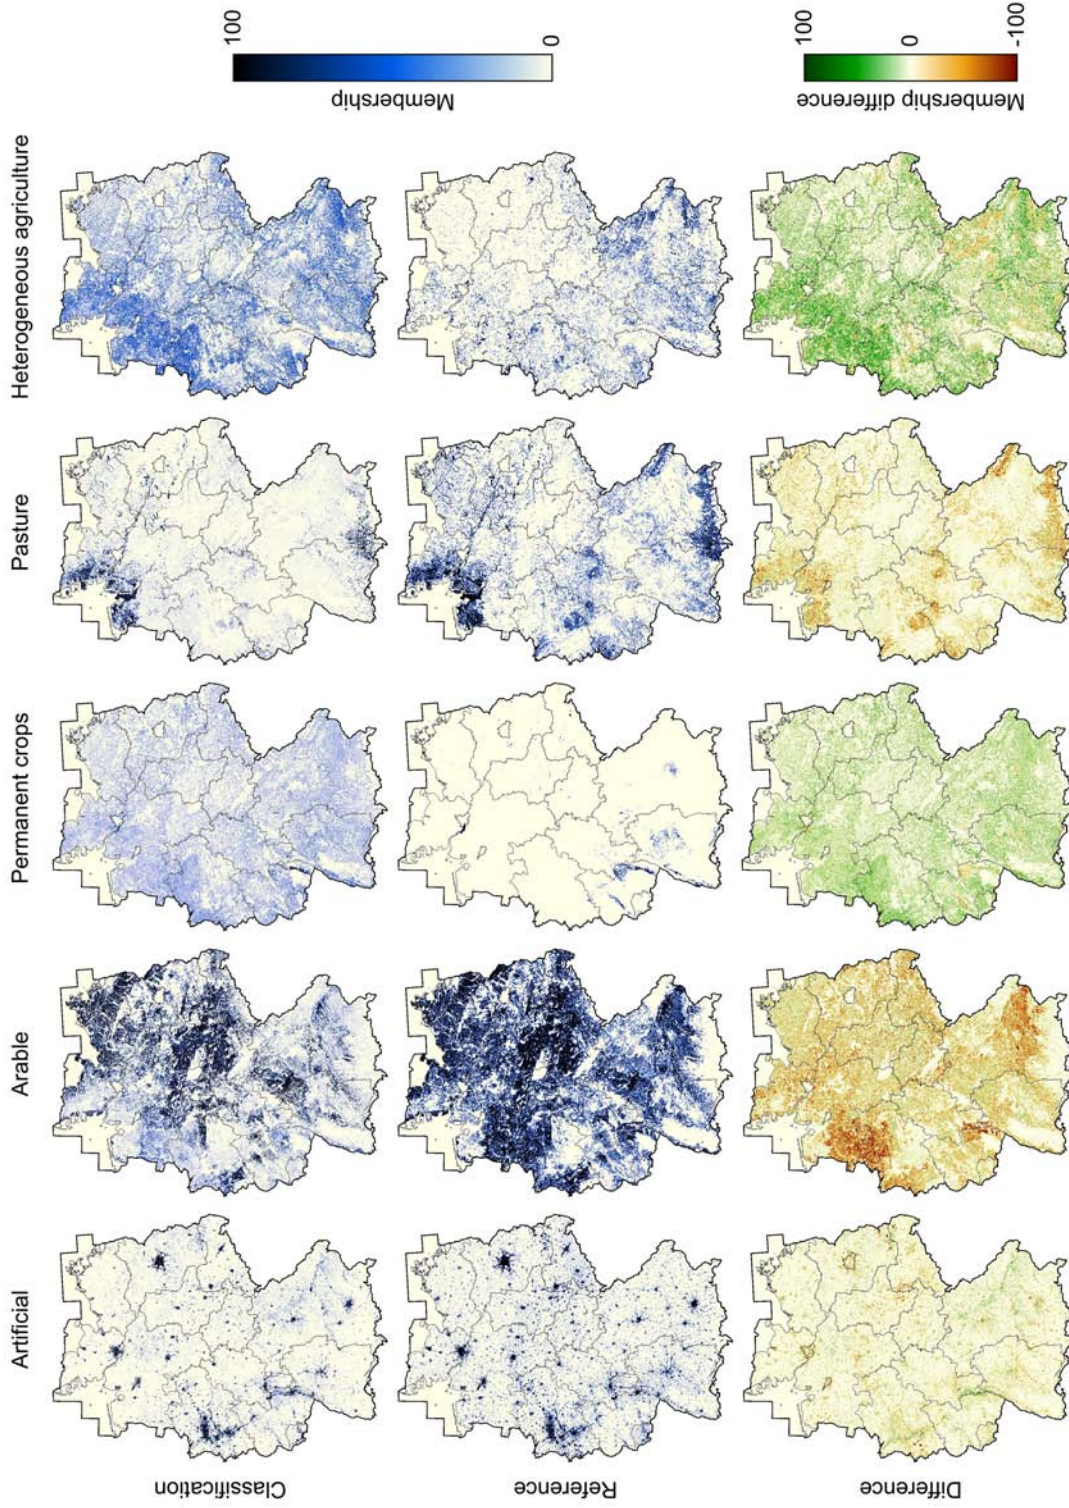 Artificial
Arable
Permanent crops
Pasture
Heterogeneous agriculture
Classification
Reference
Difference
Membership
100
0
Membership difference
100
0
-100